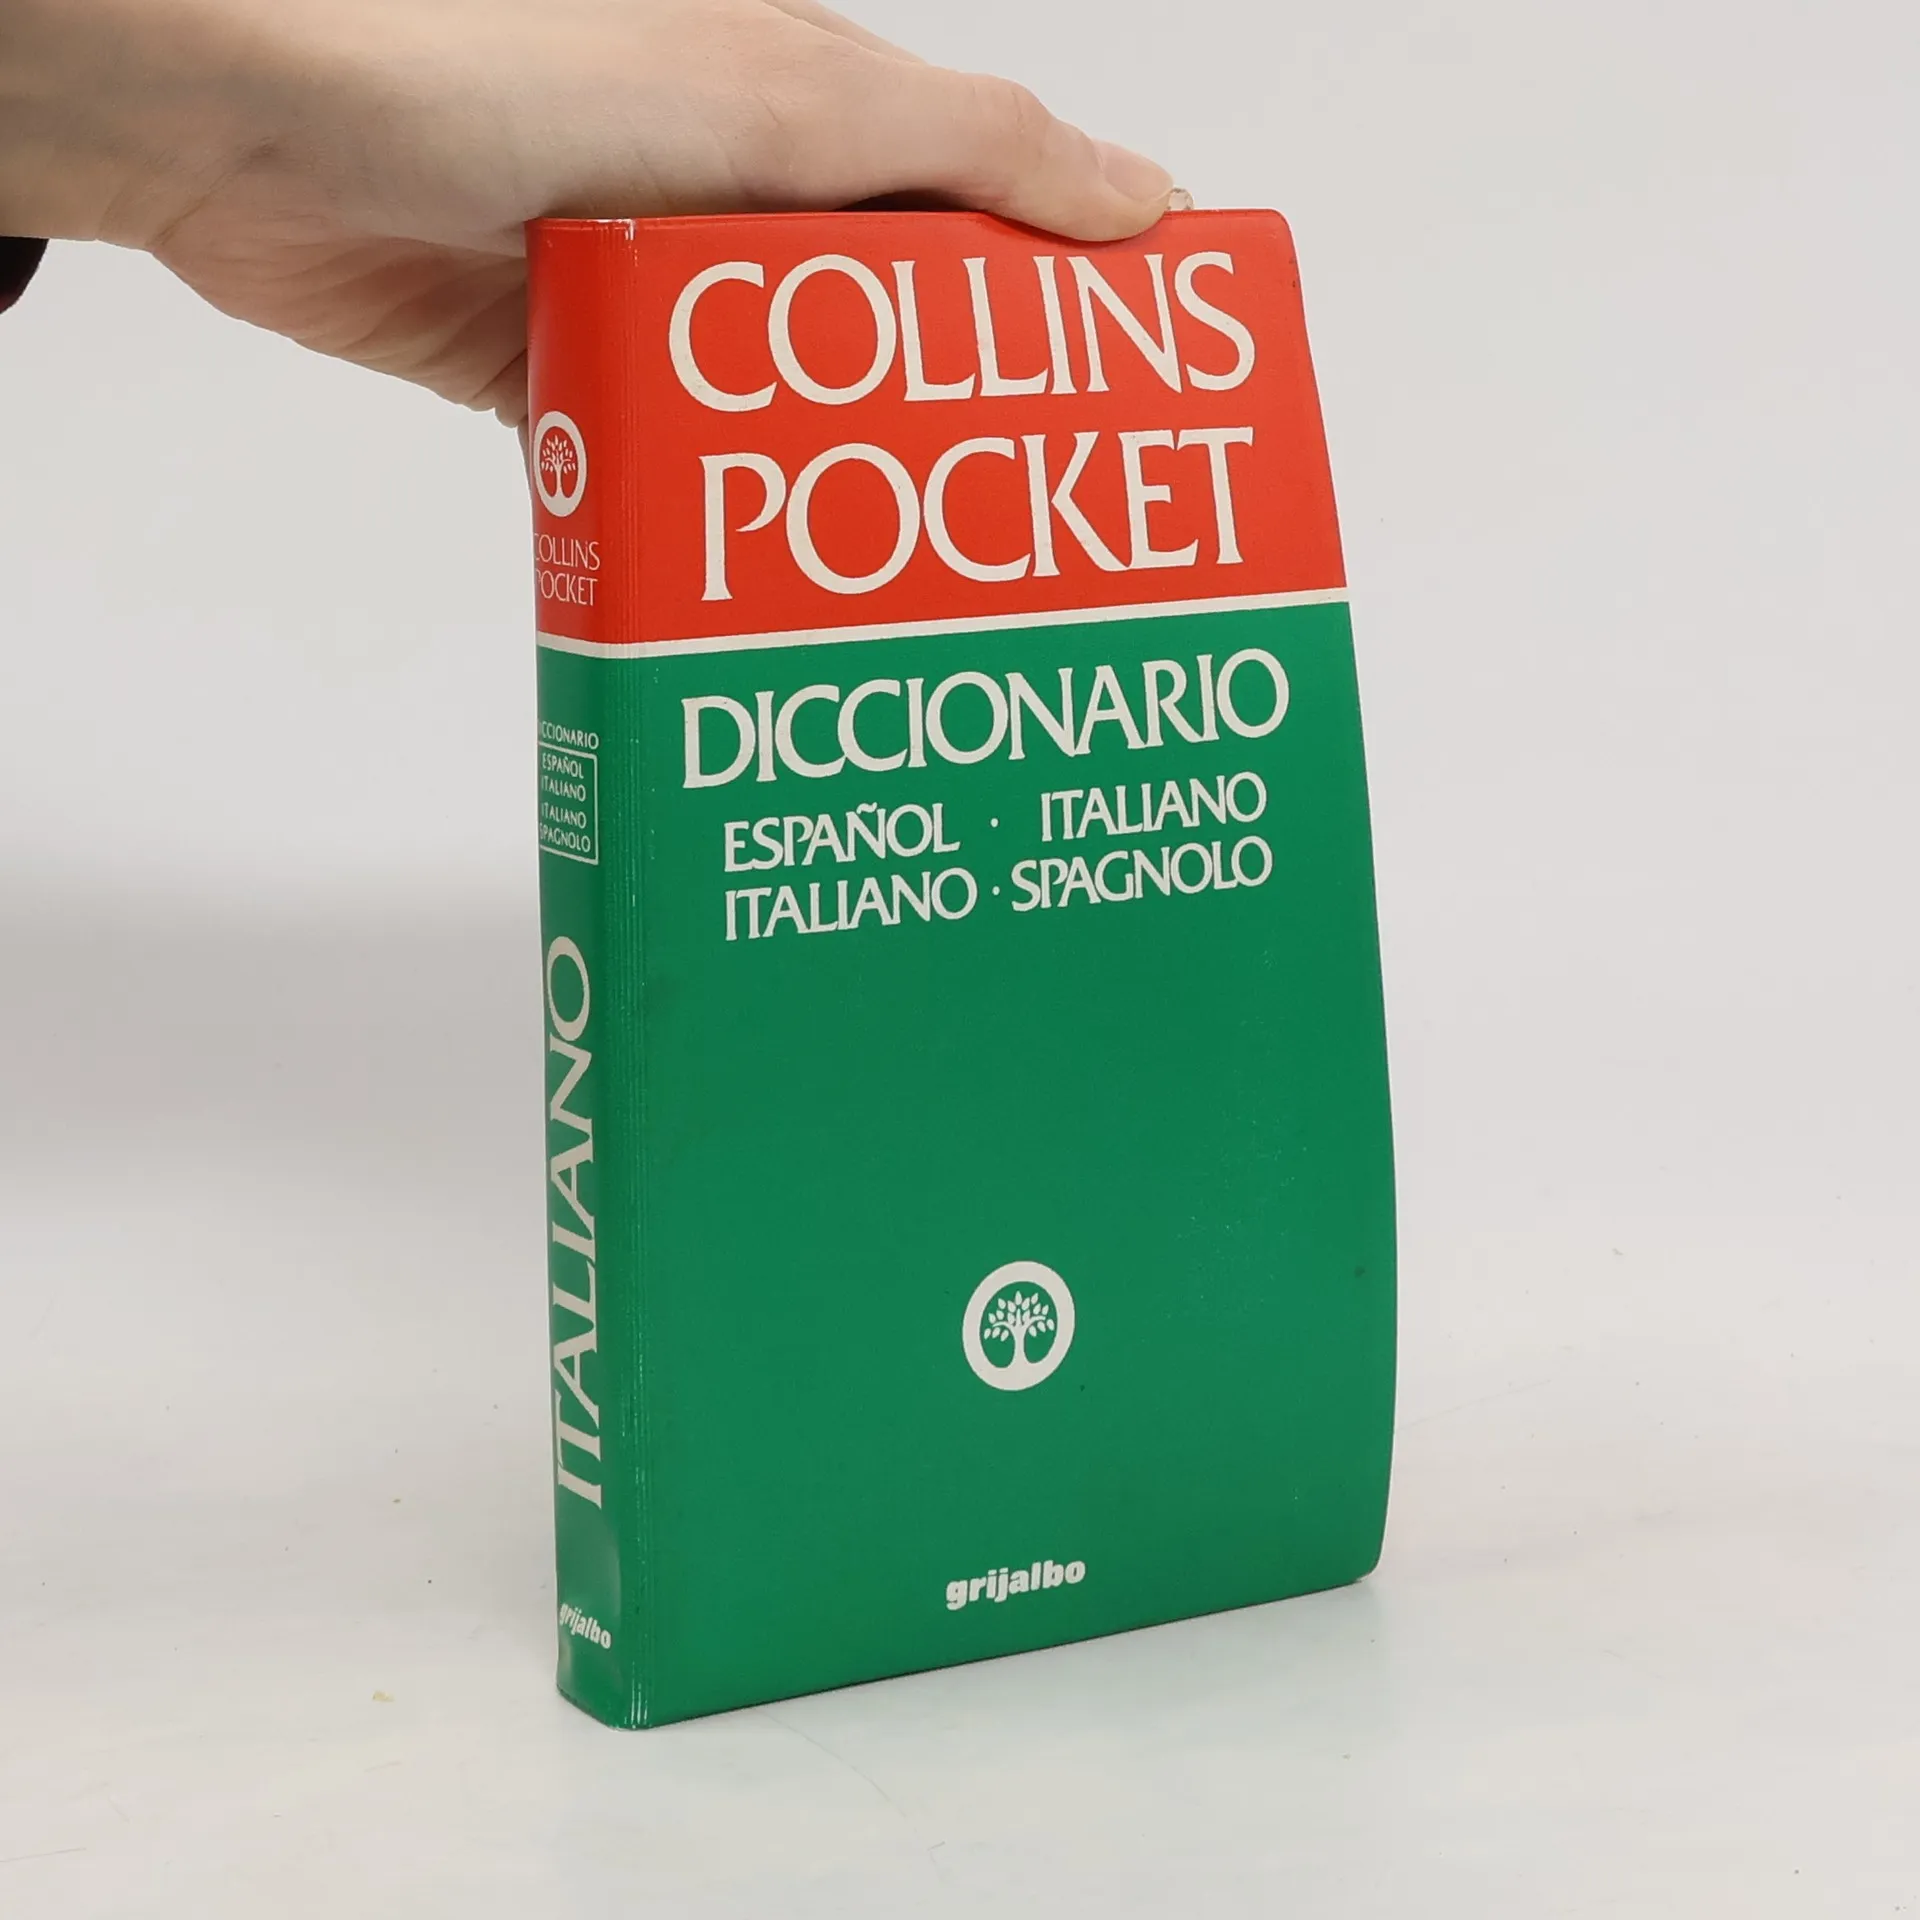 COLLINS
POCKET
DICCIONARIO
ESPAÑOL · ITALIANO
ITALIANO · SPAGNOLO
grijalbo
COLLINS
POCKET
DICCIONARIO
ESPAÑOL
ITALIANO
ITALIANO
SPAGNOLO
ITALIANO
grijalbo